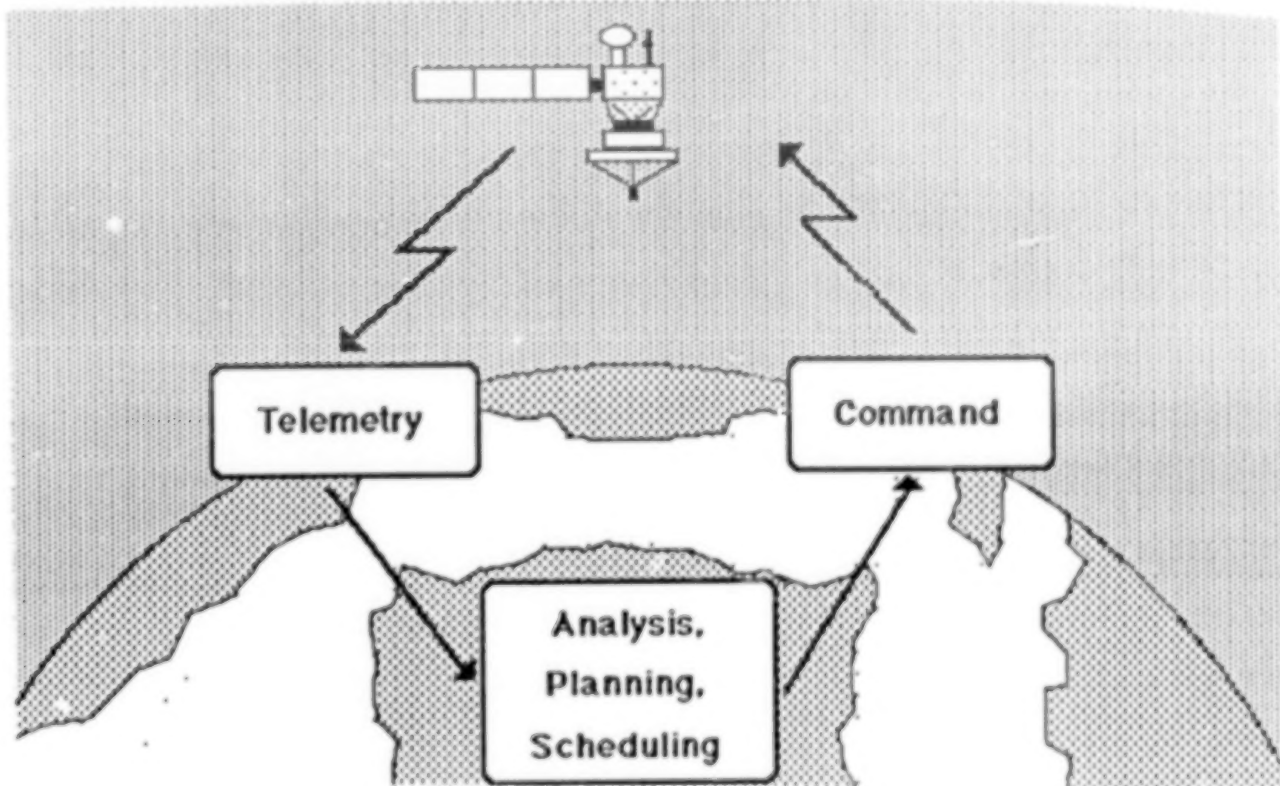 Telemetry
Command
Analysis,
Planning,
Scheduling